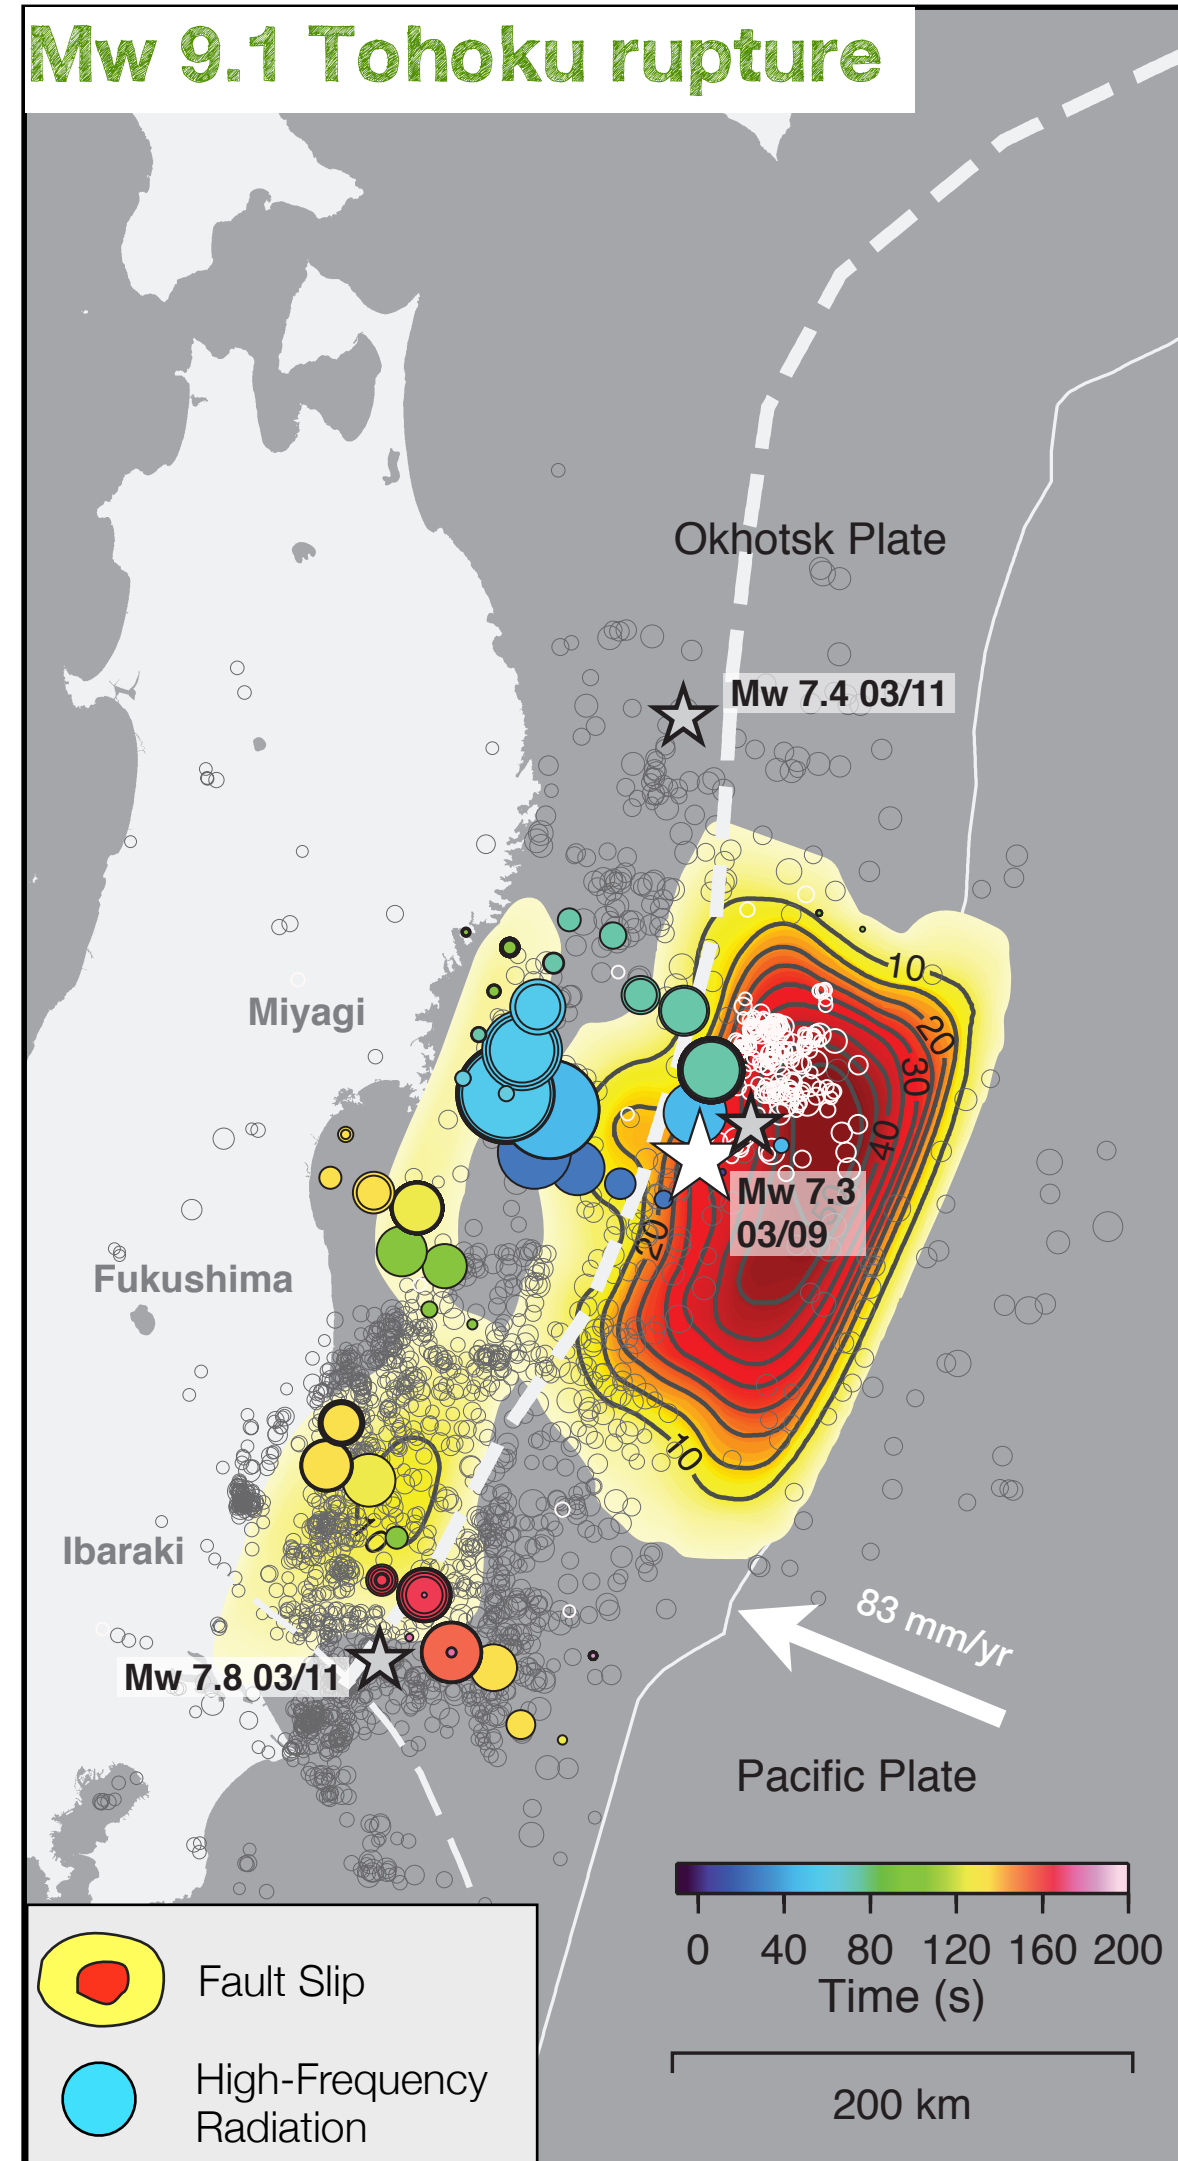 Mw 9.1 Tohoku rupture
Okhotsk Plate
Mw 7.4 03/11
10
20
30
40
Miyagi
Mw 7.3
03/09
20
Fukushima
10
10
Ibaraki
83 mm/yr
Mw 7.8 03/11
Pacific Plate
0 40 80 120 160 200
Time (s)
200 km
Fault Slip
High-Frequency
Radiation